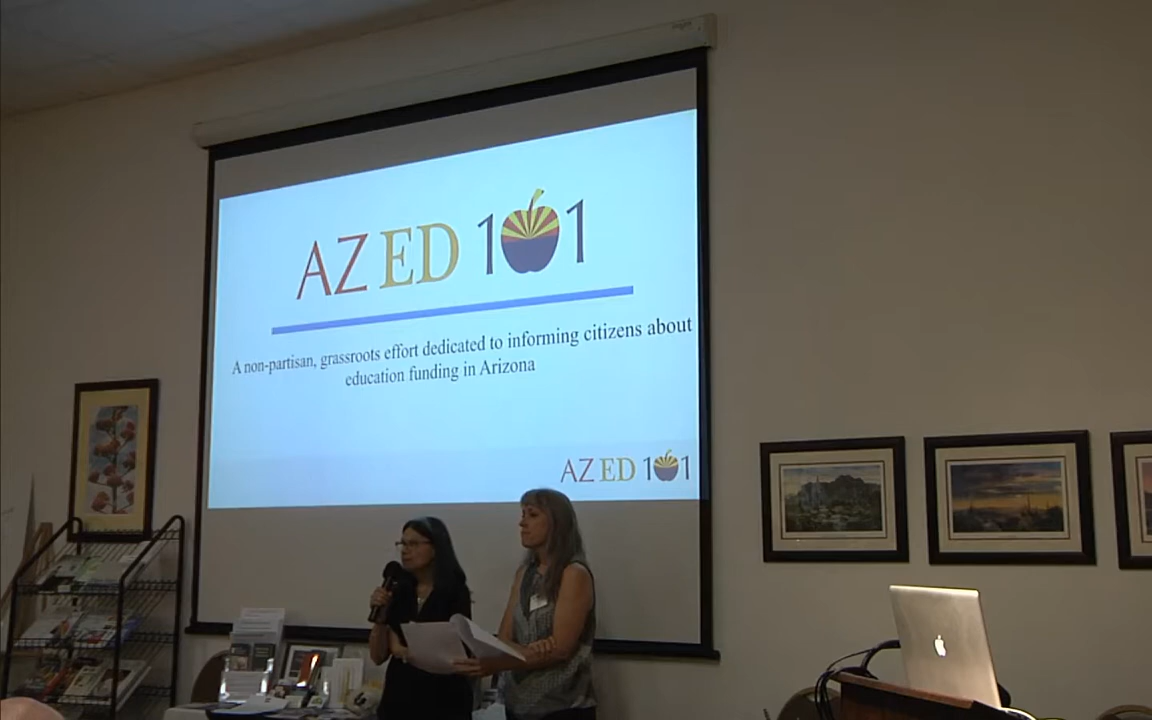 AZ ED 101
A non-partisan, grassroots effort dedicated to informing citizens about
education funding in Arizona
AZ ED 101